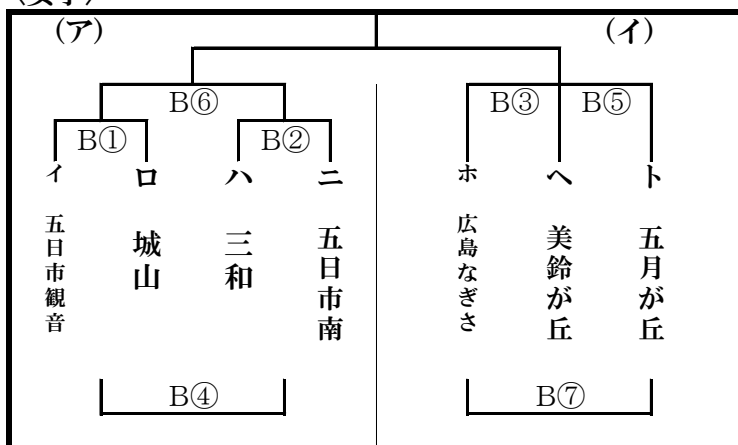 (ア)
(イ)
B⑥
B③
B⑤
B①
B②
イ 五日市観音
ロ 城山
ハ 三和
ニ 五日市南
ホ 広島なぎさ
ヘ 美鈴が丘
ト 五月が丘
B④
B⑦